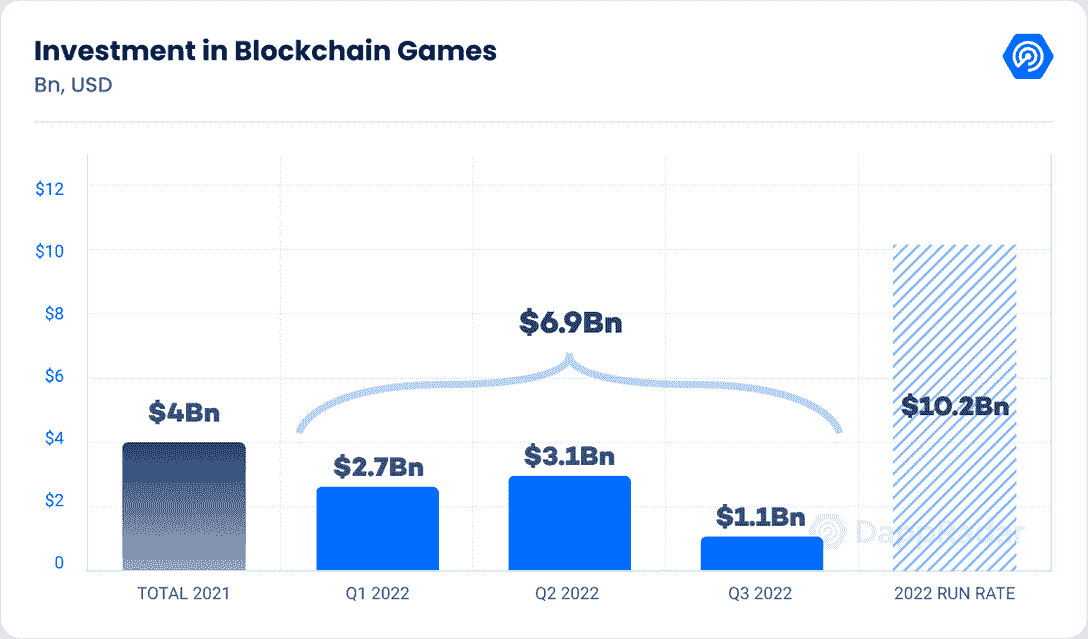 Investment in Blockchain Games
Bn, USD
$12
$10
$8
$6
$4
$2
0
$4Bn
$2.7Bn
$3.1Bn
$1.1Bn
$6.9Bn
$10.2Bn
DappRadar
TOTAL 2021
Q1 2022
Q2 2022
Q3 2022
2022 RUN RATE